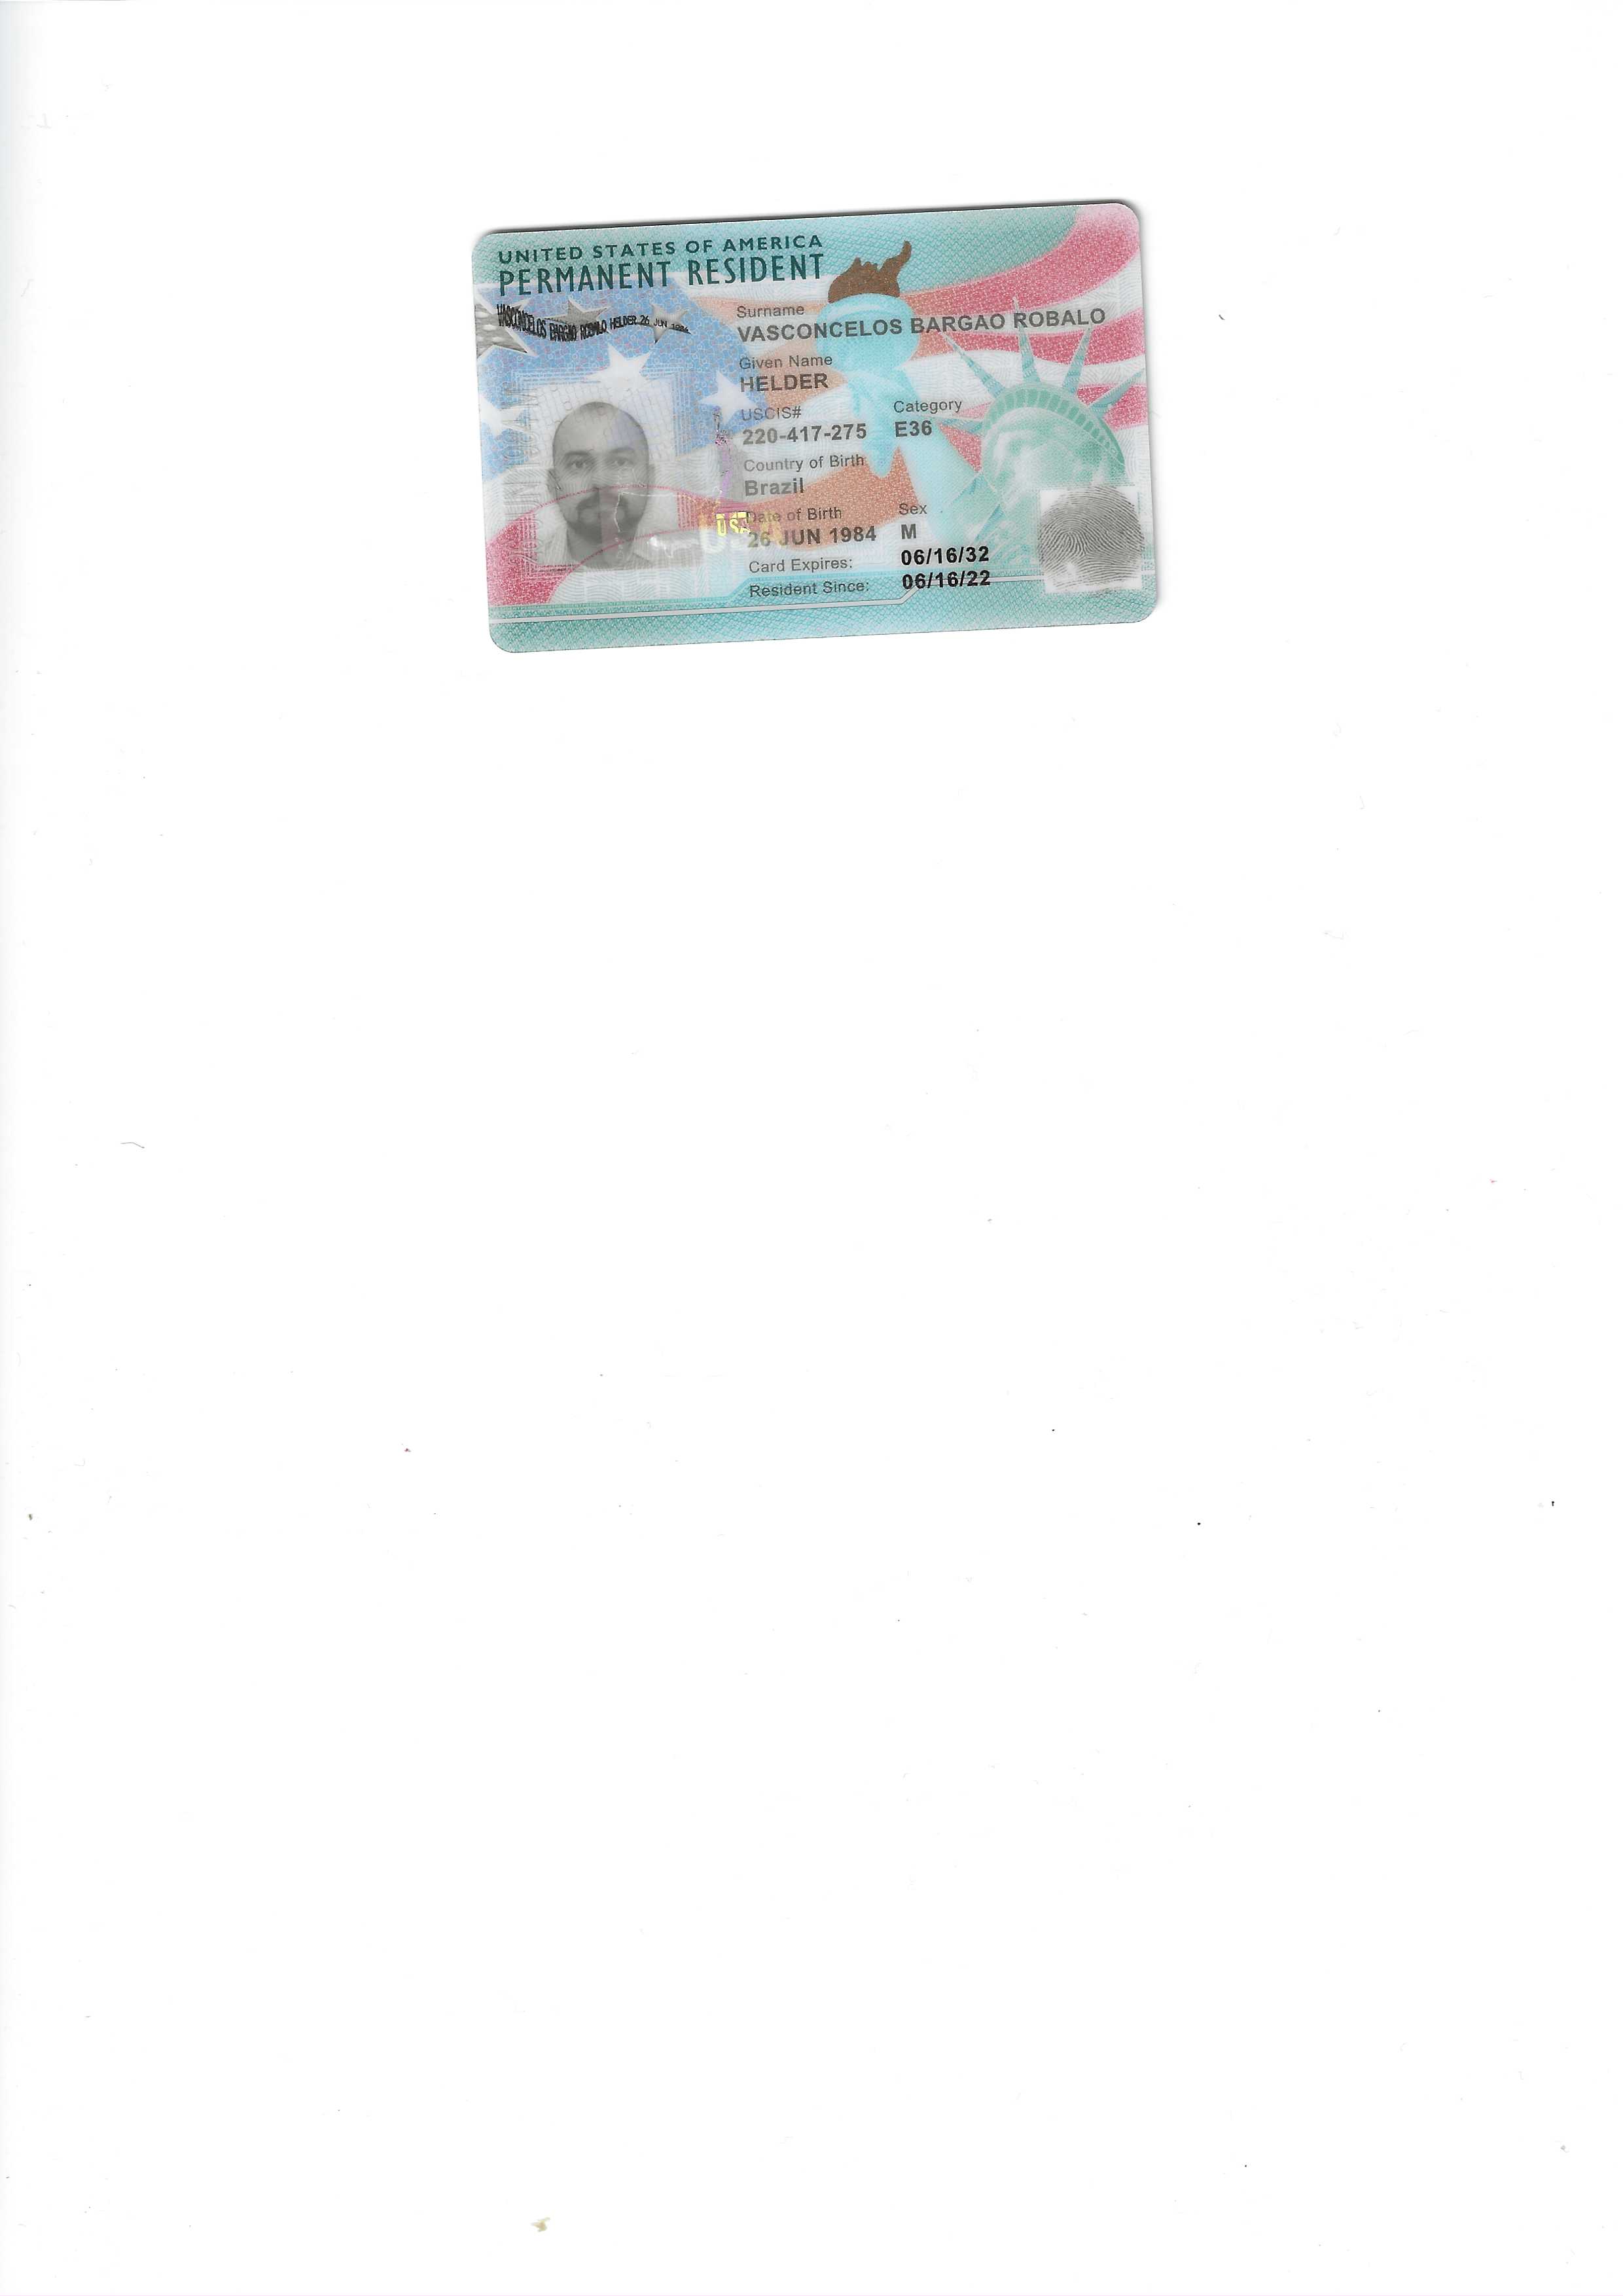 UNITED STATES OF AMERICA
PERMANENT RESIDENT
VASCONCELOS BARGAO ROBALO HELDER 26 JUN 1984
Surname
VASCONCELOS BARGAO ROBALO
Given Name
HELDER
USCIS# Category
220-417-275 E36
Country of Birth
Brazil
Date of Birth Sex
26 JUN 1984 M
Card Expires: 06/16/32
Resident Since: 06/16/22
USA